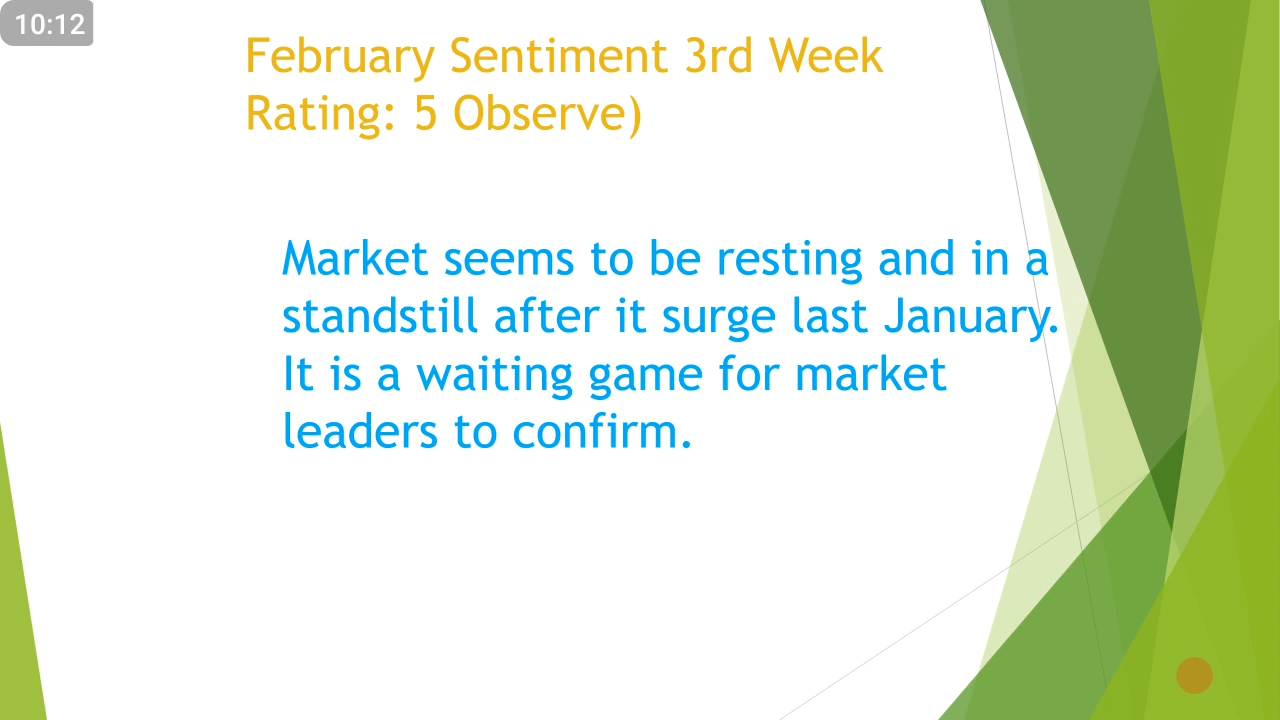 10:12
February Sentiment 3rd Week
Rating: 5 Observe)
Market seems to be resting and in a
standstill after it surge last January.
It is a waiting game for market
leaders to confirm.